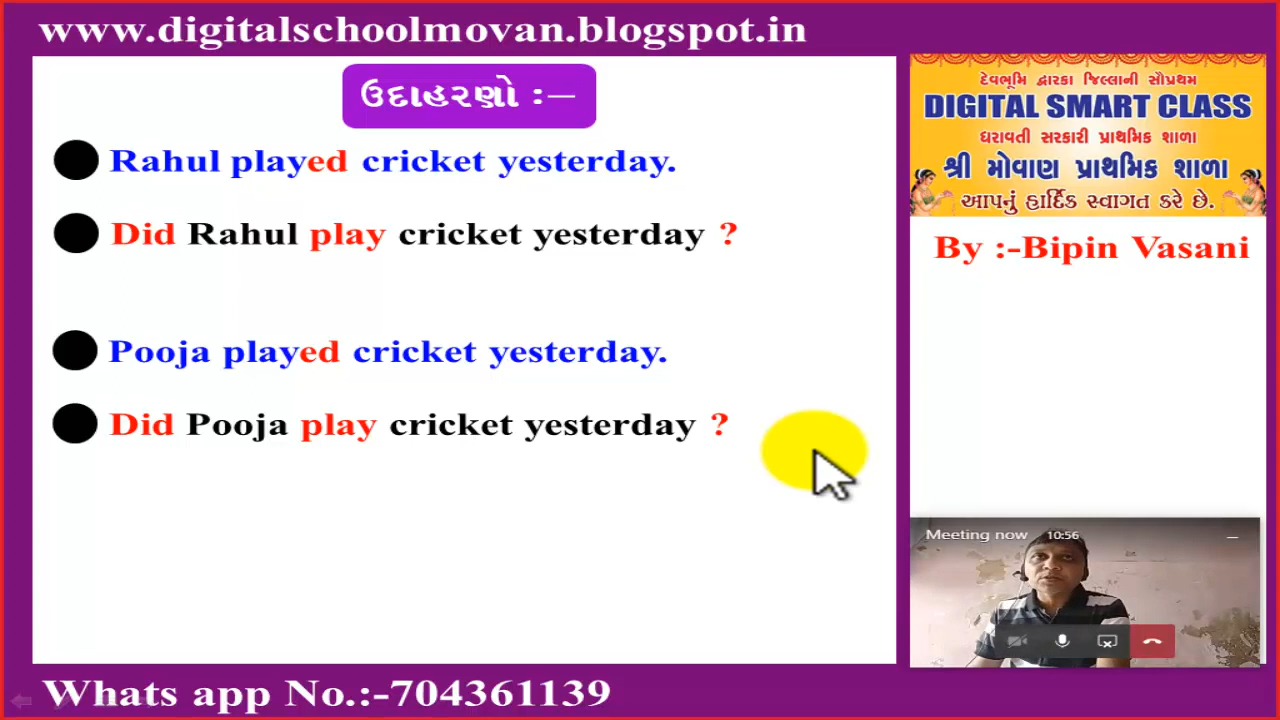 www.digitalschoolmovan.blogspot.in
ઉદાહરણો :–
Rahul played cricket yesterday.
Did Rahul play cricket yesterday ?
Pooja played cricket yesterday.
Did Pooja play cricket yesterday ?
દેવભૂમિ દ્વારકા જિલ્લાની સૌપ્રથમ
DIGITAL SMART CLASS
ધરાવતી સરકારી પ્રાથમિક શાળા
શ્રી મોવાણ પ્રાથમિક શાળા
આપનું હાર્દિક સ્વાગત કરે છે.
By :-Bipin Vasani
Meeting now 10:56
Whats app No.:-704361139